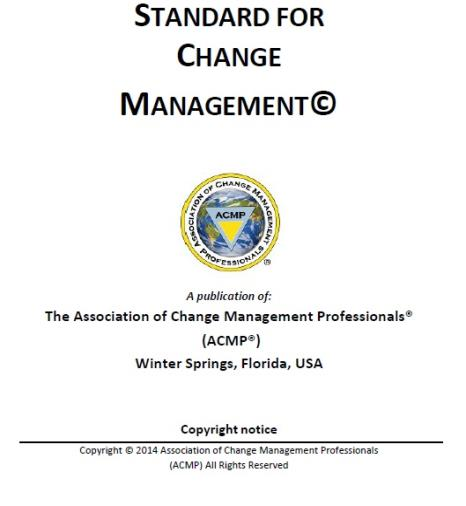 STANDARD FOR
CHANGE
MANAGEMENT©
ASSOCIATION OF CHANGE MANAGEMENT
ACMP
PROFESSIONALS
®
A publication of:
The Association of Change Management Professionals®
(ACMP®)
Winter Springs, Florida, USA
Copyright notice
Copyright © 2014 Association of Change Management Professionals
(ACMP) All Rights Reserved